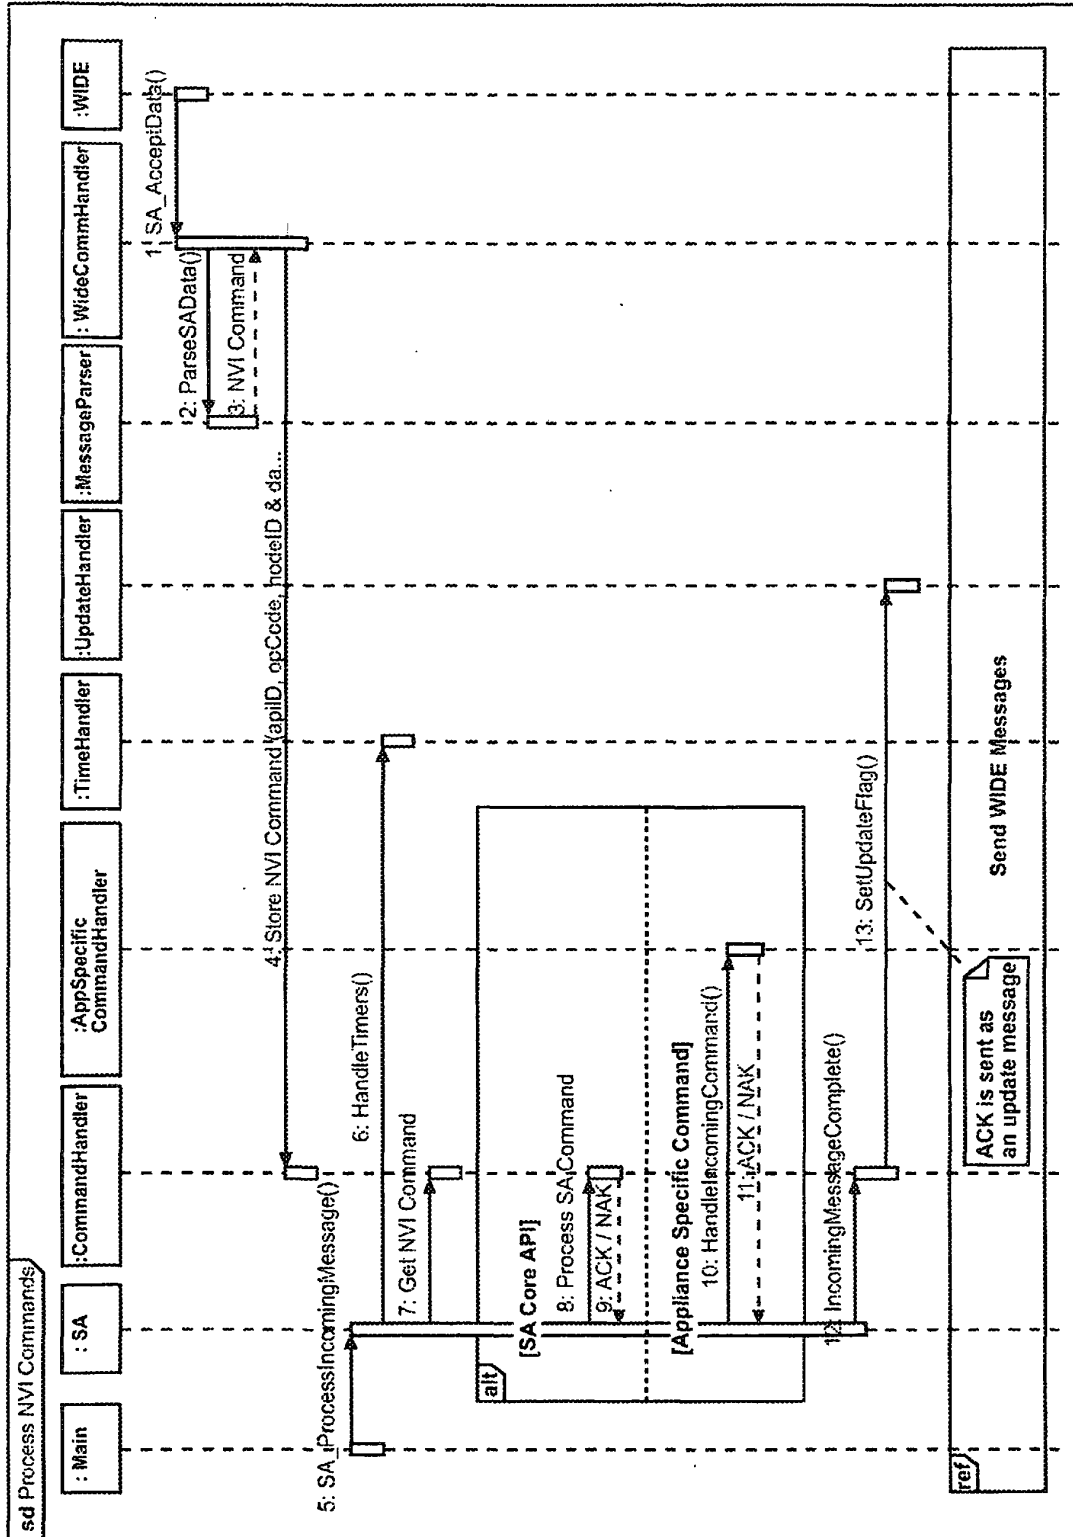 sd Process NVI Commands
: Main
: SA
:CommandHandler
:AppSpecific
CommandHandler
:TimeHandler
:UpdateHandler
:MessageParser
: WideCommHandler
:WIDE
1: SA_AcceptData()
2: ParseSAData()
3: NVI Command
4: Store NVI Command (apiID, opCode, nodeID & da...
5: SA_ProcessIncomingMessage()
6: HandleTimers()
7: Get NVI Command
alt
[SA Core API]
8: Process SA Command
9: ACK / NAK
[Appliance Specific Command]
10: HandleIncomingCommand()
11: ACK / NAK
12: IncomingMessageComplete()
13: SetUpdateFlag()
ACK is sent as
an update message
ref
Send WIDE Messages